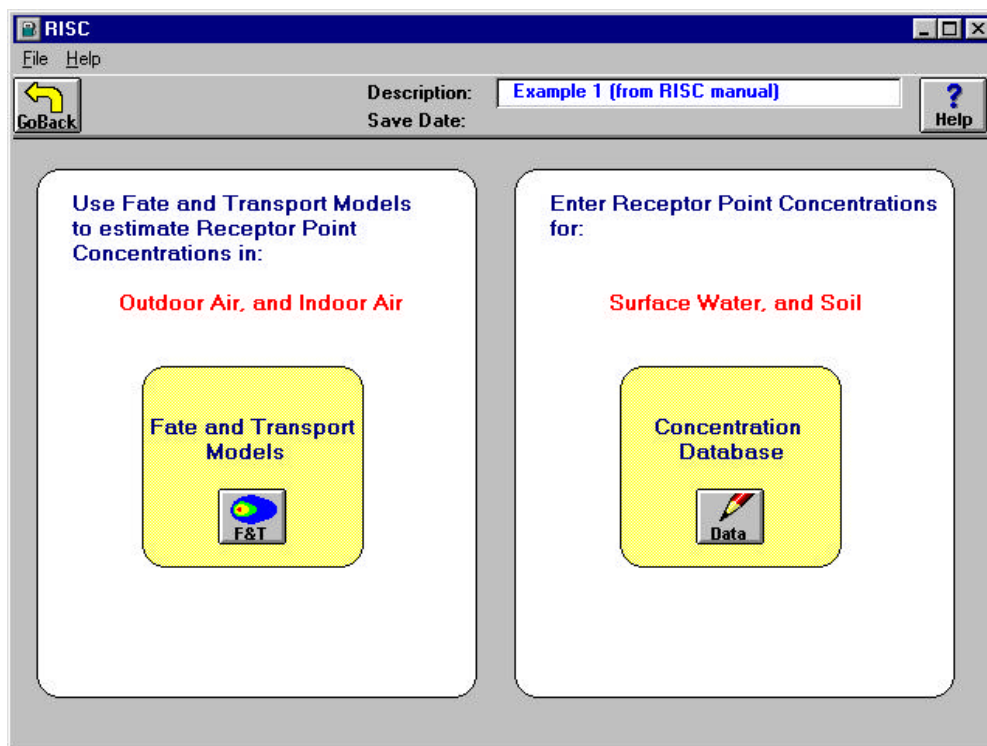 RISC
File Help
GoBack
Description: Example 1 (from RISC manual)
Save Date:
? Help
Use Fate and Transport Models
to estimate Receptor Point
Concentrations in:
Outdoor Air, and Indoor Air
Fate and Transport
Models
F&T
Enter Receptor Point Concentrations
for:
Surface Water, and Soil
Concentration
Database
Data